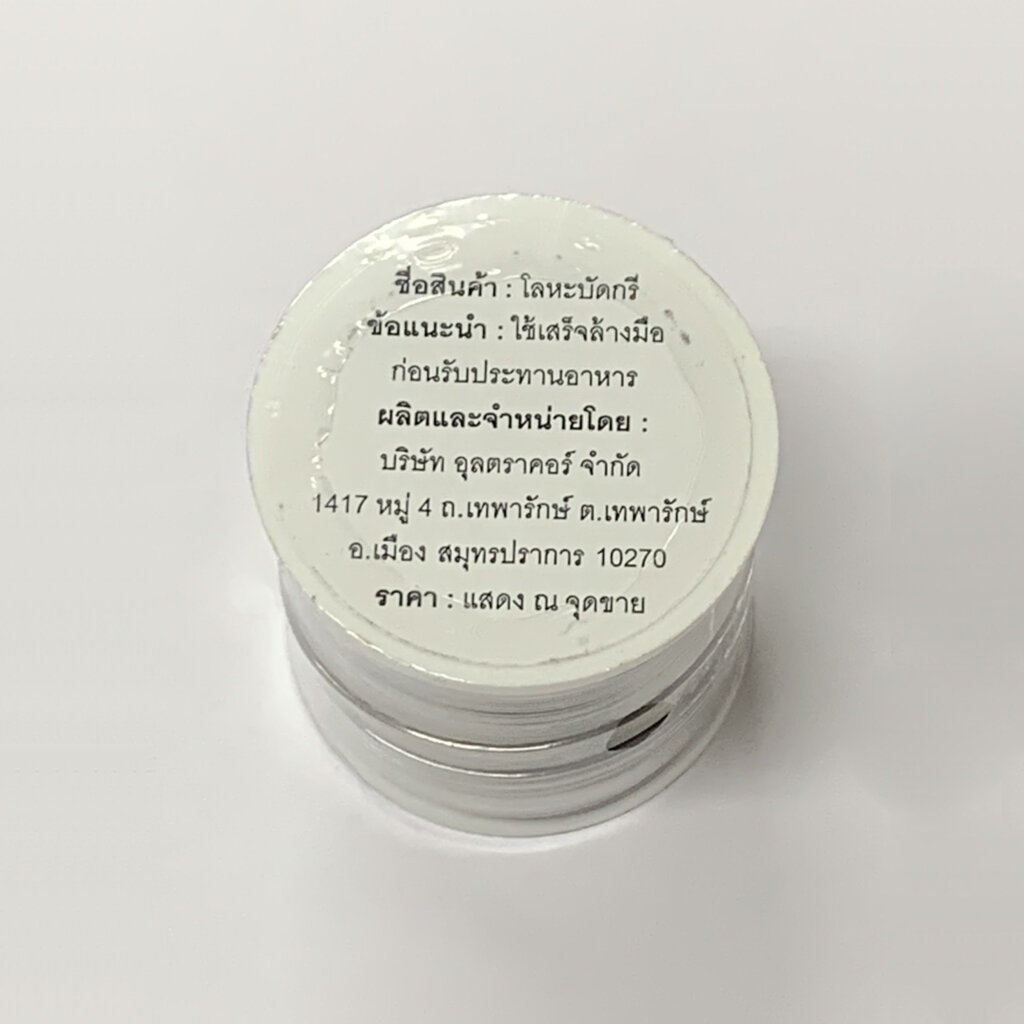 ชื่อสินค้า : โลหะบัดกรี
ข้อแนะนำ : ใช้เสร็จล้างมือ
ก่อนรับประทานอาหาร
ผลิตและจำหน่ายโดย :
บริษัท อุลตราคอร์ จำกัด
1417 หมู่ 4 ถ.เทพารักษ์ ต.เทพารักษ์
อ.เมือง สมุทรปราการ 10270
ราคา : แสดง ณ จุดขาย